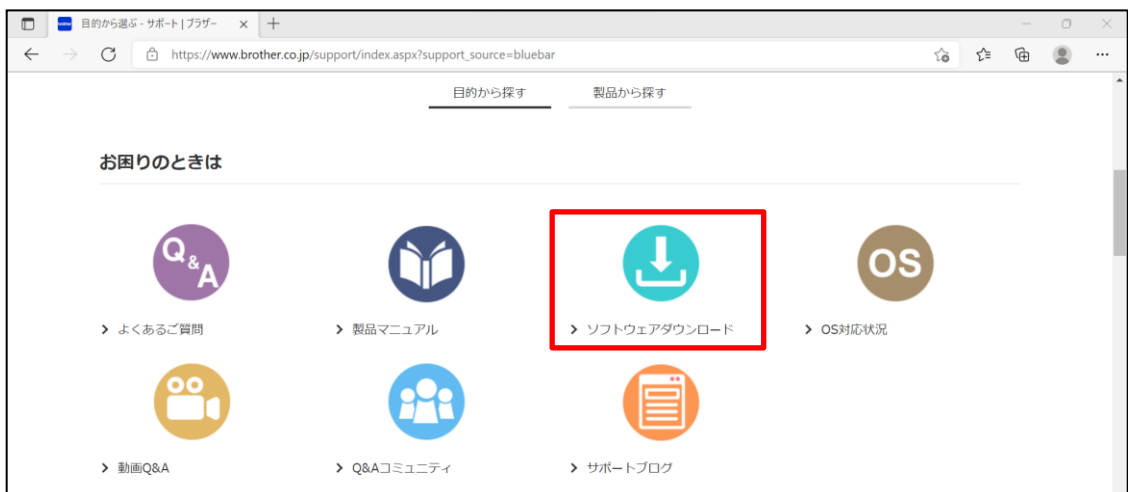 目的から選ぶ - サポート | ブラザー
https://www.brother.co.jp/support/index.aspx?support_source=bluebar
目的から探す 製品から探す
お困りのときは
Q&A OS
よくあるご質問 製品マニュアル ソフトウェアダウンロード OS対応状況
動画Q&A Q&Aコミュニティ サポートブログ